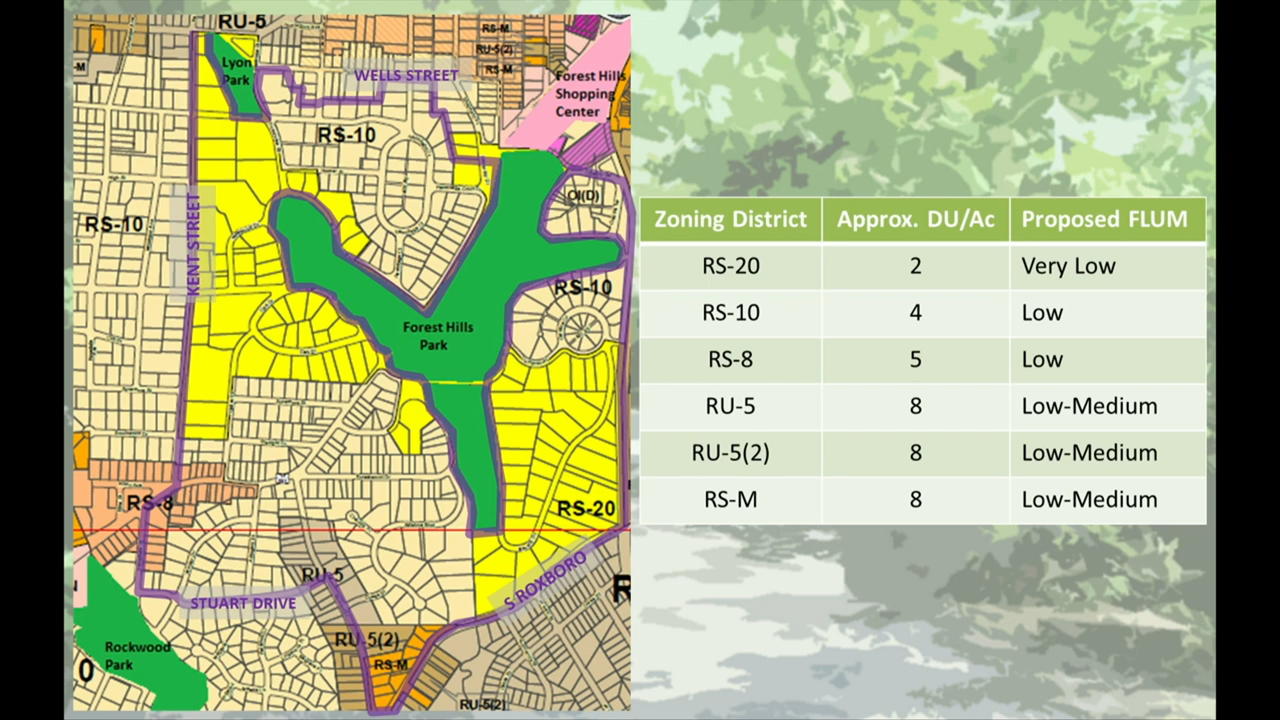 RU-5
RS-M
RU-5(2)
RS-M
-M
Lyon
Park
WELLS STREET
Forest Hills
Shopping
Center
RS-10
OI(D)
RS-10
KENT STREET
RS-10
Forest Hills
Park
RS-8
RS-20
RU-5
STUART DRIVE
S ROXBORO
R
RU-5(2)
RS-M
Rockwood
Park
0
RU-5(2)
Zoning District Approx. DU/Ac Proposed FLUM
RS-20 2 Very Low
RS-10 4 Low
RS-8 5 Low
RU-5 8 Low-Medium
RU-5(2) 8 Low-Medium
RS-M 8 Low-Medium